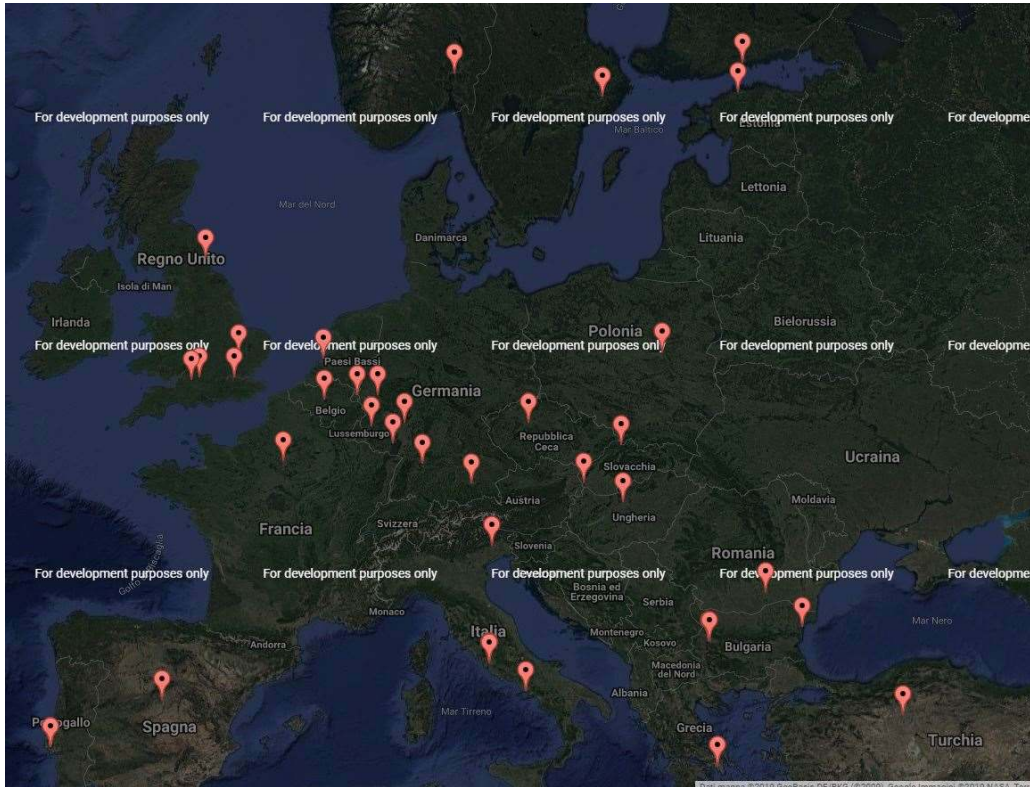 For development purposes only
For development purposes only
For development purposes only
For development purposes only
For developme
Estonia
Mar Baltico
Lettonia
Mar del Nord
Danimarca
Lituania
Regno Unito
Isola di Man
Irlanda
Polonia
Bielorussia
For development purposes only
For development purposes only
For development purposes only
For development purposes only
For developme
Paesi Bassi
Germania
Belgio
Lussemburgo
Repubblica
Ceca
Slovacchia
Ucraina
Austria
Moldavia
Ungheria
Francia
Svizzera
Slovenia
Romania
Golfo di Biscaglia
For development purposes only
For development purposes only
For development purposes only
For development purposes only
For developme
Bosnia ed
Erzegovina
Serbia
Monaco
Italia
Montenegro
Kosovo
Bulgaria
Mar Nero
Andorra
Macedonia
del Nord
Albania
Mar Tirreno
Portogallo
Spagna
Grecia
Turchia